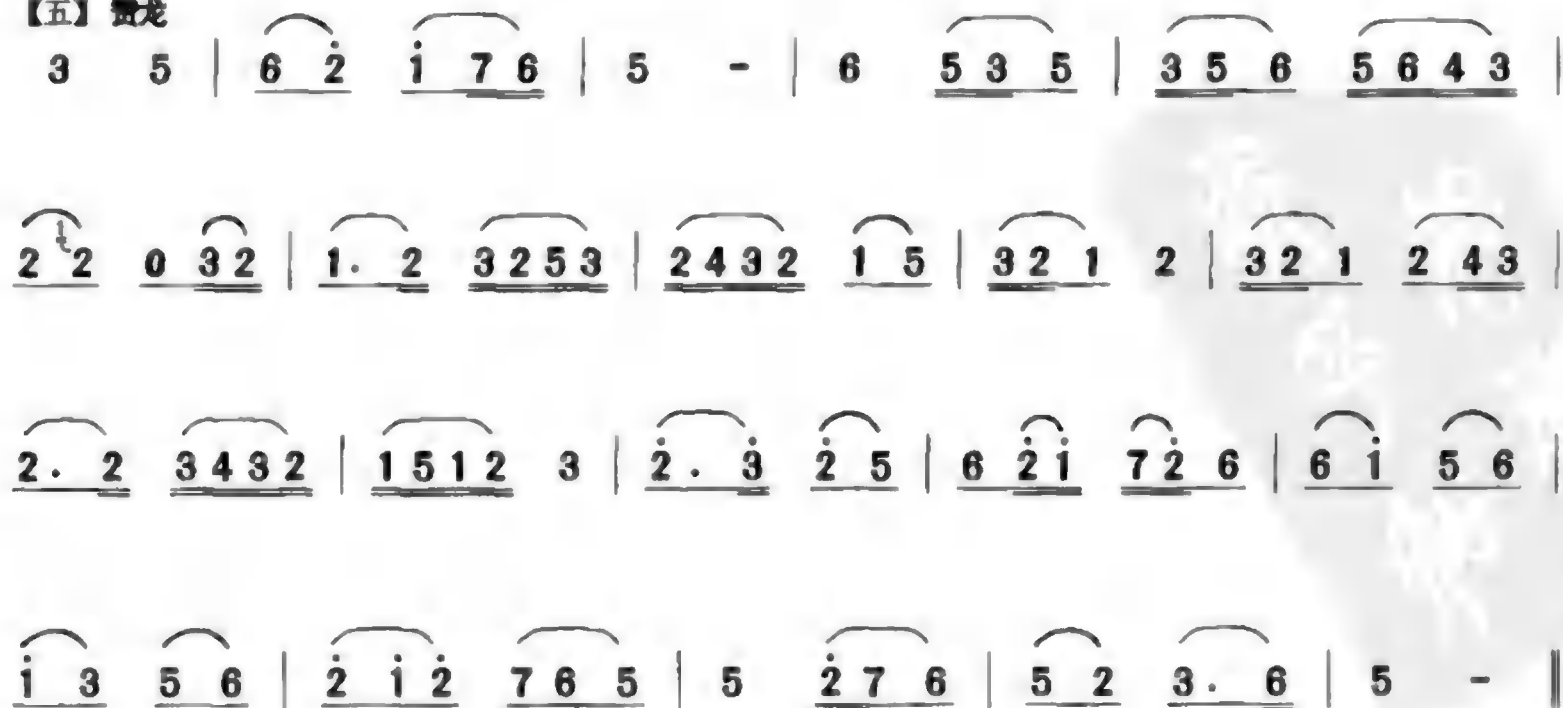 【五】
3 5 | 6 2̇ i̇ 7 6 | 5 - | 6 5 3 5 | 3 5 6 5 6 4 3 |
2 2 0 3 2 | 1· 2 3 2 5 3 | 2 4 3 2 1 5 | 3 2 1 2 | 3 2 1 2 4 3 |
2· 2 3 4 3 2 | 1 5 1 2 3 | 2̇· 3̇ 2̇ 5 | 6 2̇ i̇ 7 2̇ 6 | 6 i̇ 5 6 |
i̇ 3 5 6 | 2̇ i̇ 2̇ 7 6 5 | 5 2̇ 7 6 | 5 2 3· 6 | 5 - ‖